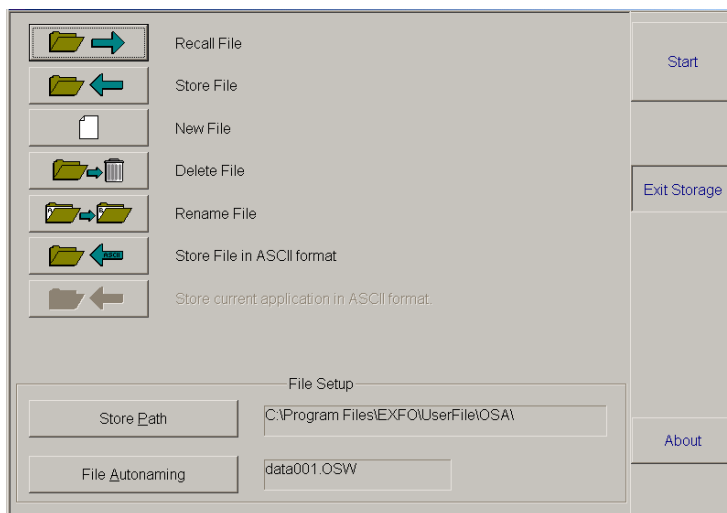 Recall File
Store File
New File
Delete File
Rename File
ASCII
Store File in ASCII format
Store current application in ASCII format.
File Setup
Store Path
C:\Program Files\EXFO\UserFile\OSA\
File Autonaming
data001.OSW
Start
Exit Storage
About